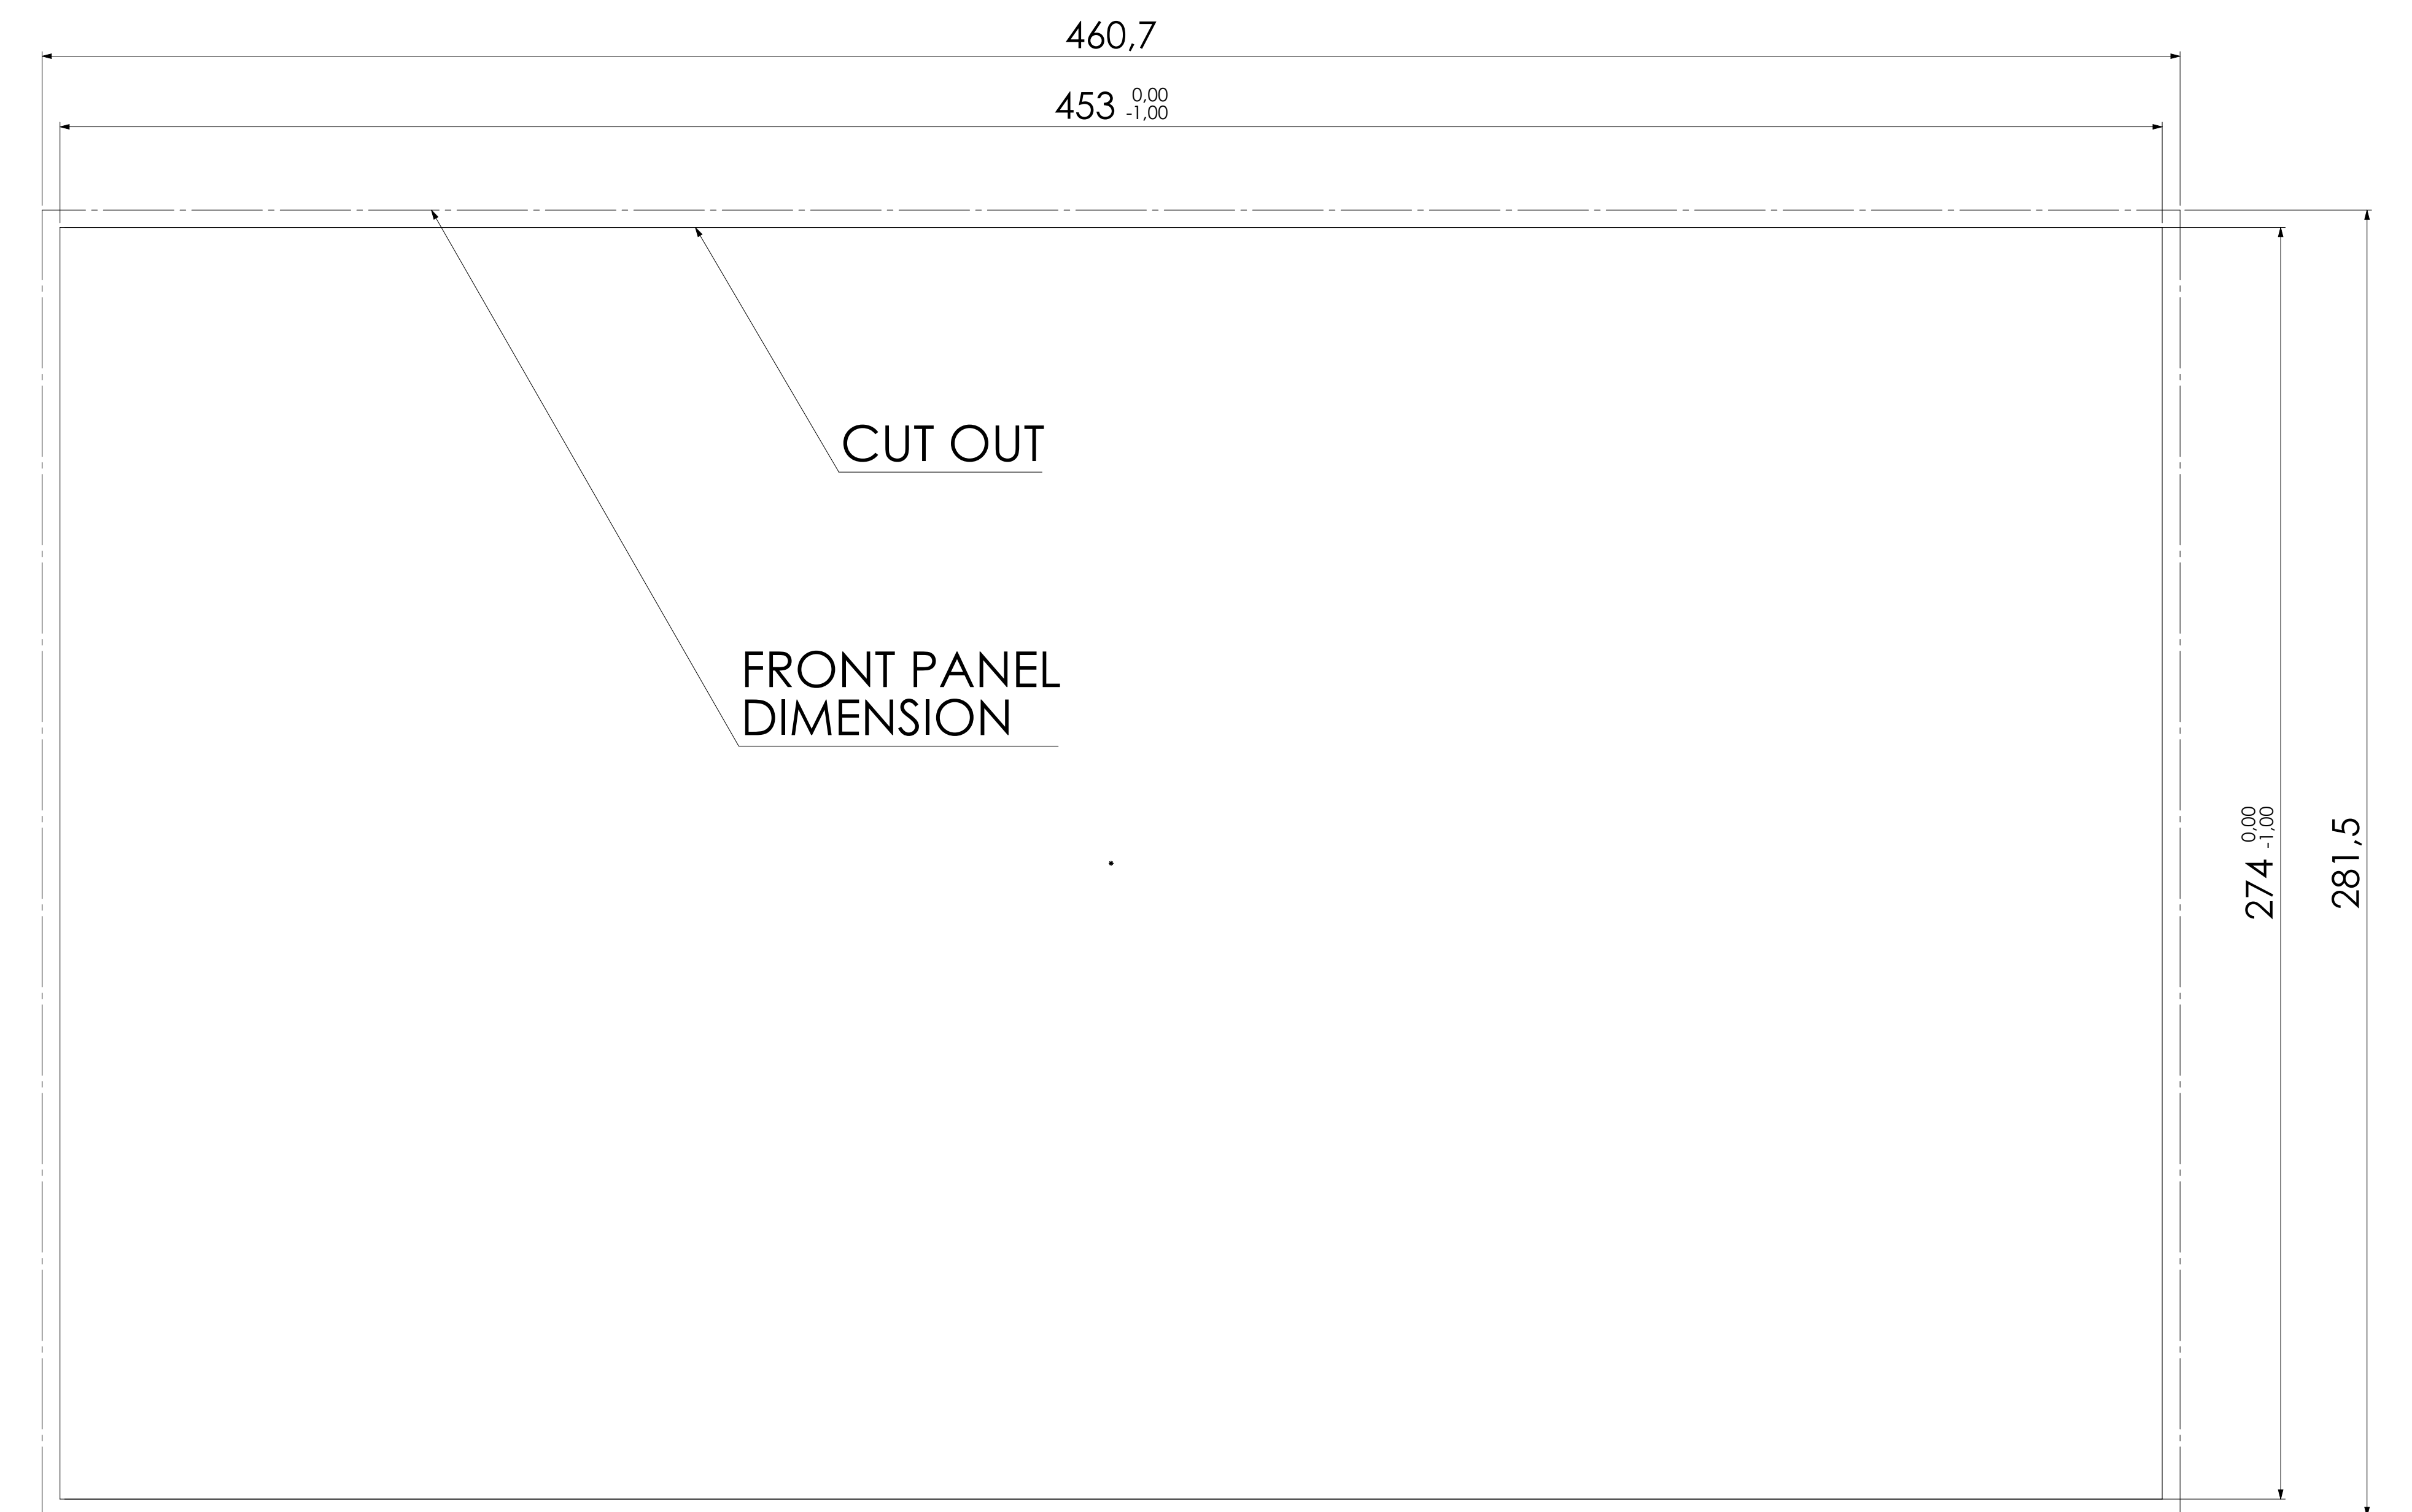 460,7
453 0,00
-1,00
CUT OUT
FRONT PANEL
DIMENSION
274 0,00
-1,00
281,5